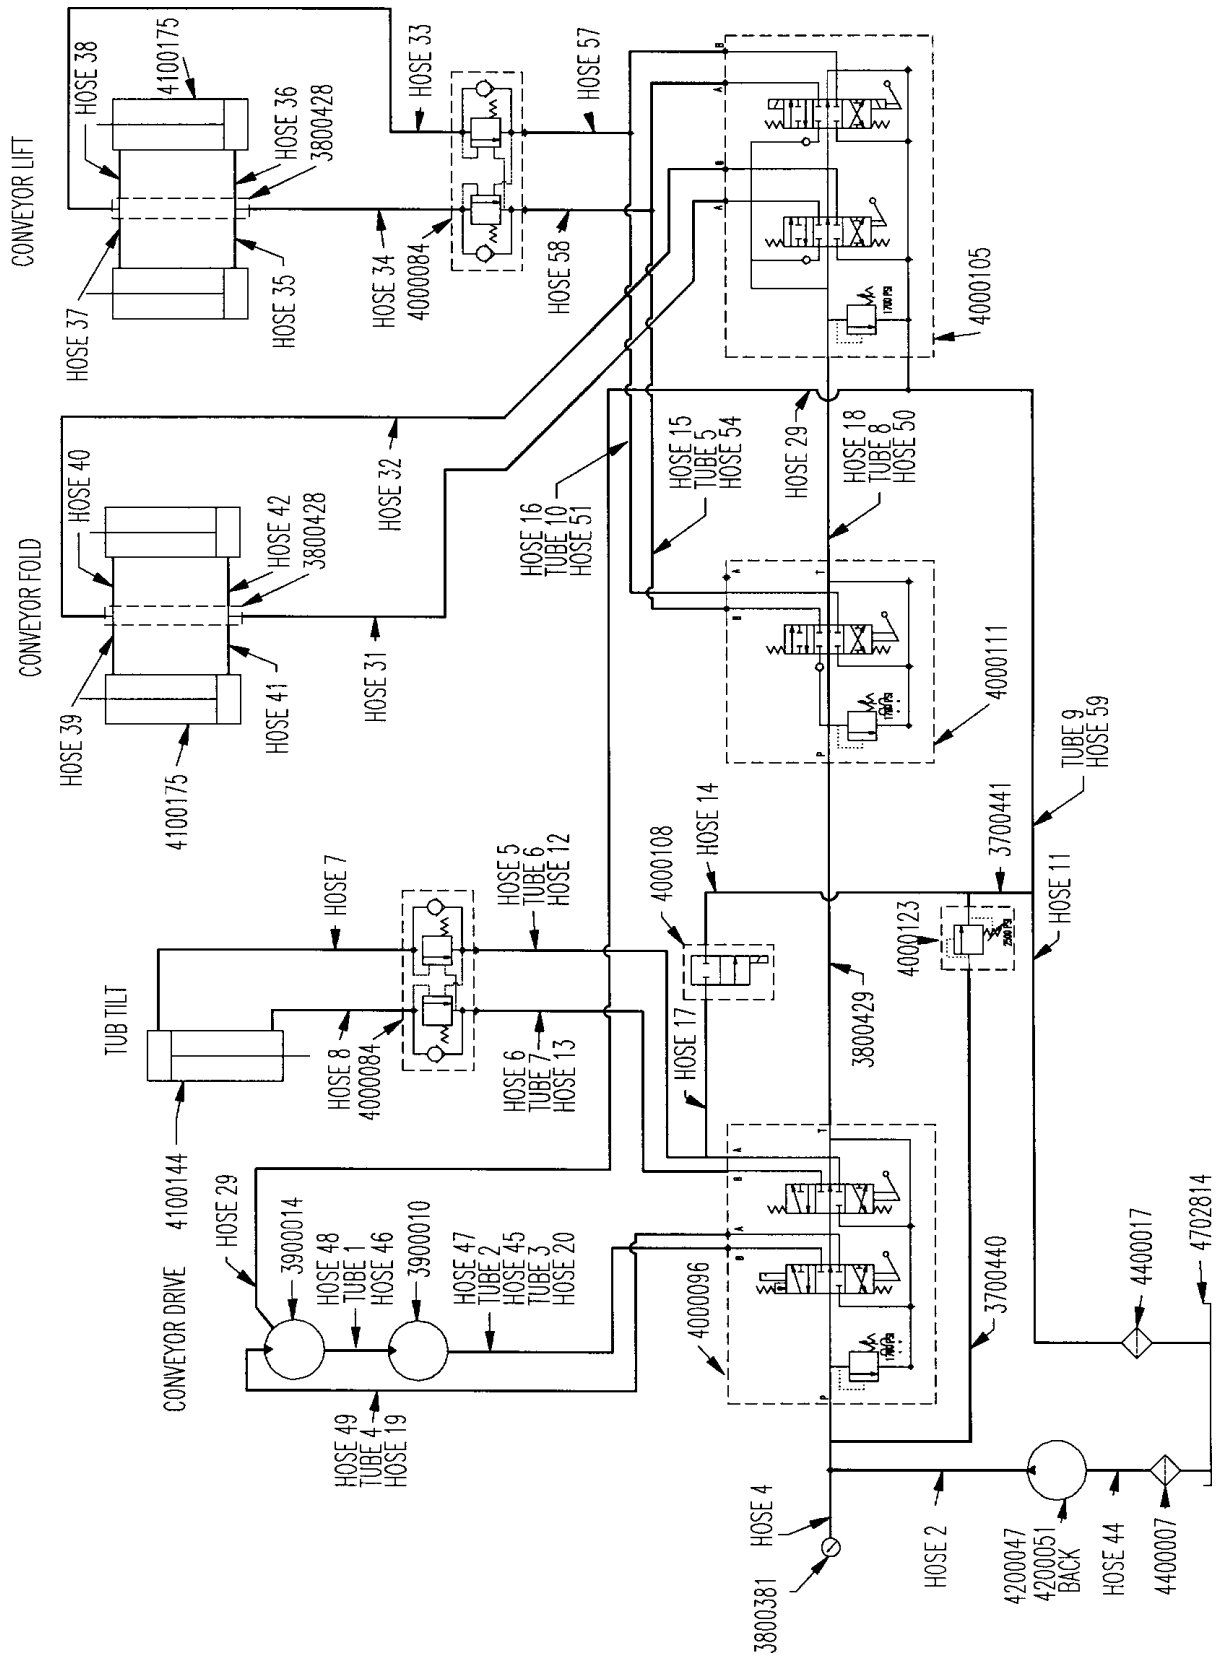 CONVEYOR LIFT
HOSE 38
4100175
HOSE 37
HOSE 36
3800428
HOSE 35
HOSE 33
HOSE 34
4000084
HOSE 57
HOSE 58
CONVEYOR FOLD
HOSE 40
HOSE 39
4100175
HOSE 42
3800428
HOSE 41
HOSE 32
HOSE 31
HOSE 16
TUBE 10
HOSE 51
HOSE 15
TUBE 5
HOSE 54
HOSE 29
HOSE 18
TUBE 8
HOSE 50
B
A
B
A
1700 PSI
4000105
TUB TILT
4100144
HOSE 7
HOSE 8
4000084
HOSE 5
TUBE 6
HOSE 12
HOSE 6
TUBE 7
HOSE 13
4000108
HOSE 14
HOSE 17
A
B
T
P
4000111
3800429
4000123
2500 PSI
3700441
TUBE 9
HOSE 59
HOSE 11
CONVEYOR DRIVE
HOSE 29
3900014
HOSE 48
TUBE 1
HOSE 46
3900010
HOSE 47
TUBE 2
HOSE 45
TUBE 3
HOSE 20
HOSE 49
TUBE 4
HOSE 19
4000096
A
B
A
B
T
P
3700440
HOSE 4
3800381
HOSE 2
4200047
4200051
BACK
HOSE 44
4400007
4400017
4702814